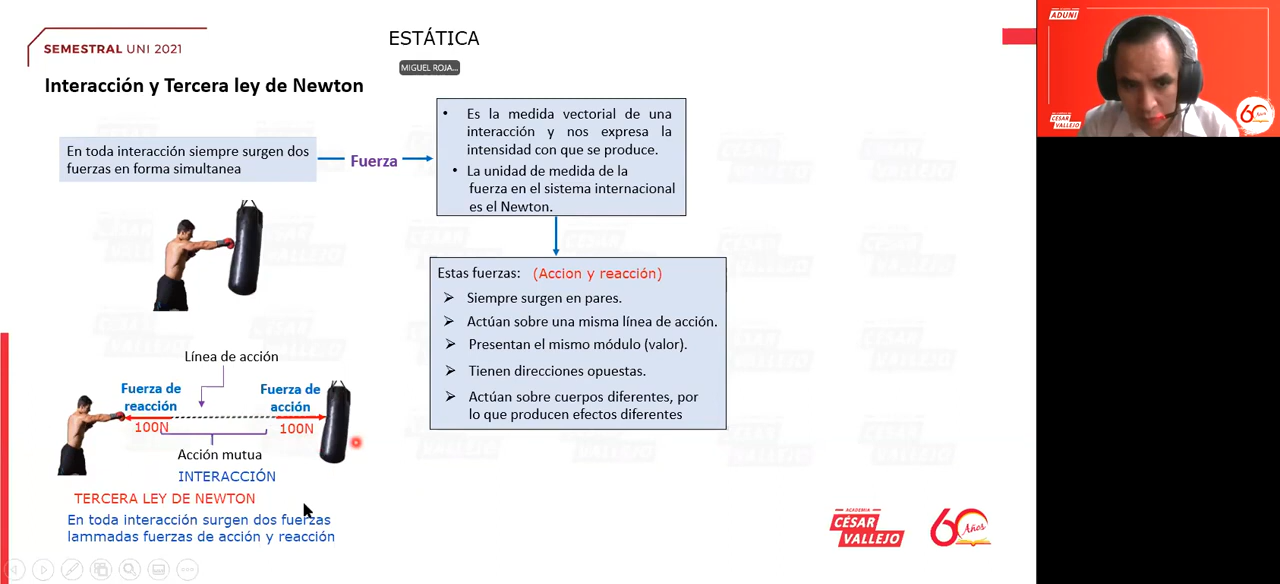 SEMESTRAL UNI 2021
ESTÁTICA
MIGUEL ROJA...
Interacción y Tercera ley de Newton
En toda interacción siempre surgen dos
fuerzas en forma simultanea
Fuerza
• Es la medida vectorial de una
interacción y nos expresa la
intensidad con que se produce.
• La unidad de medida de la
fuerza en el sistema internacional
es el Newton.
Estas fuerzas: (Accion y reacción)
Siempre surgen en pares.
Actúan sobre una misma línea de acción.
Presentan el mismo módulo (valor).
Tienen direcciones opuestas.
Actúan sobre cuerpos diferentes, por
lo que producen efectos diferentes
Línea de acción
Fuerza de
reacción
100N
Fuerza de
acción
100N
Acción mutua
INTERACCIÓN
TERCERA LEY DE NEWTON
En toda interacción surgen dos fuerzas
lammadas fuerzas de acción y reacción
ACADEMIA
CÉSAR
VALLEJO
60
Años
ADUNI
CÉSAR
VALLEJO
60